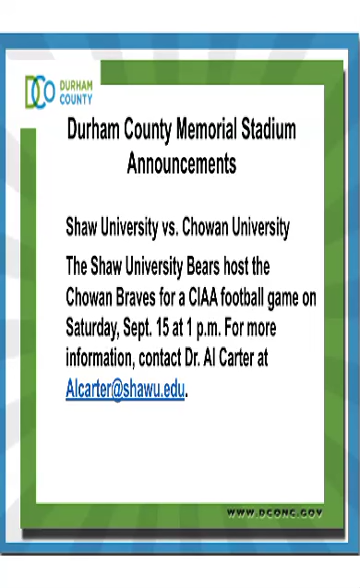 DCO DURHAM
COUNTY
Durham County Memorial Stadium
Announcements
Shaw University vs. Chowan University
The Shaw University Bears host the
Chowan Braves for a CIAA football game on
Saturday, Sept. 15 at 1 p.m. For more
information, contact Dr. Al Carter at
Alcarter@shawu.edu.
WWW.DCONC.GOV